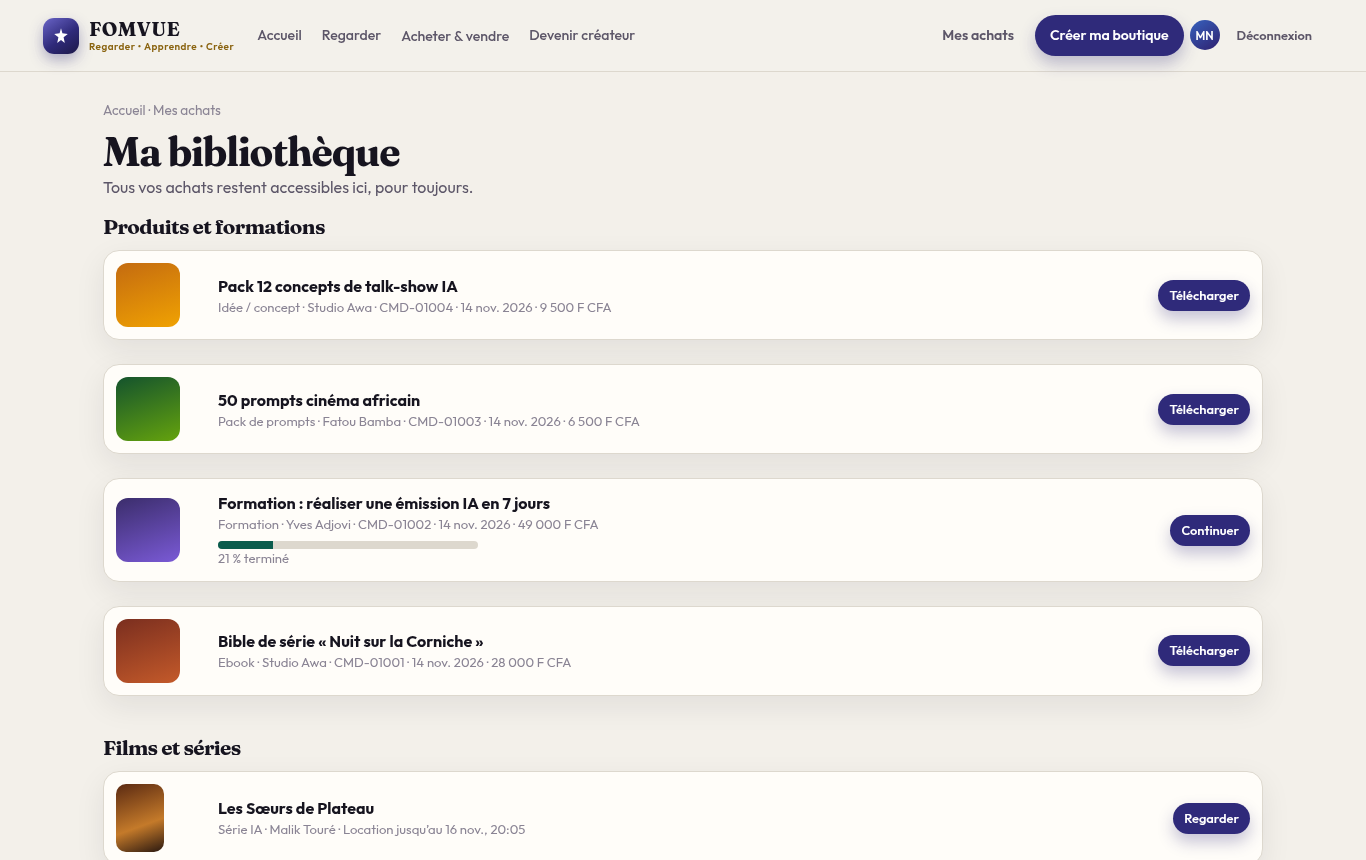 FOMVUE
Regarder • Apprendre • Créer
Accueil
Regarder
Acheter & vendre
Devenir créateur
Mes achats
Créer ma boutique
MN
Déconnexion
Accueil · Mes achats
Ma bibliothèque
Tous vos achats restent accessibles ici, pour toujours.
Produits et formations
Pack 12 concepts de talk-show IA
Idée / concept · Studio Awa · CMD-01004 · 14 nov. 2026 · 9 500 F CFA
Télécharger
50 prompts cinéma africain
Pack de prompts · Fatou Bamba · CMD-01003 · 14 nov. 2026 · 6 500 F CFA
Télécharger
Formation : réaliser une émission IA en 7 jours
Formation · Yves Adjovi · CMD-01002 · 14 nov. 2026 · 49 000 F CFA
21 % terminé
Continuer
Bible de série « Nuit sur la Corniche »
Ebook · Studio Awa · CMD-01001 · 14 nov. 2026 · 28 000 F CFA
Télécharger
Films et séries
Les Sœurs de Plateau
Série IA · Malik Touré · Location jusqu'au 16 nov., 20:05
Regarder